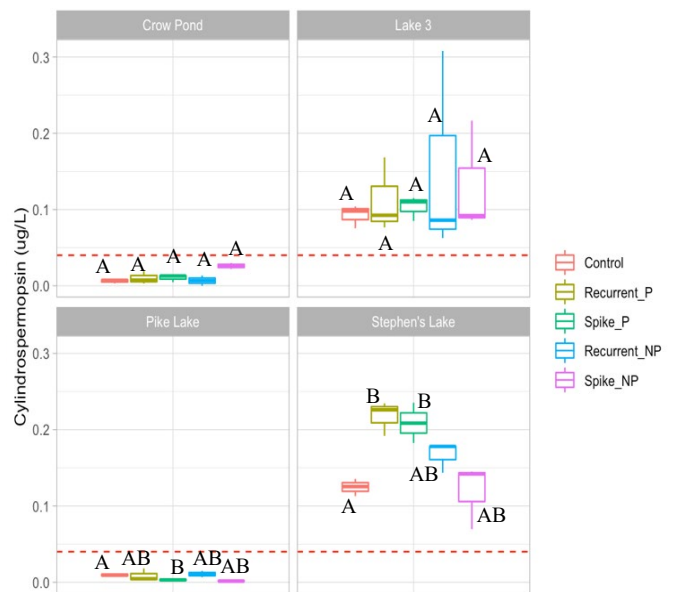 Crow Pond
Lake 3
Cylindrospermopsin (ug/L)
0.3
0.2
0.1
0.0
A
A
A
A
A
A
A
A
A
A
Pike Lake
Stephen's Lake
0.3
0.2
0.1
0.0
A
AB
B
AB
AB
A
B
B
AB
AB
Control
Recurrent_P
Spike_P
Recurrent_NP
Spike_NP